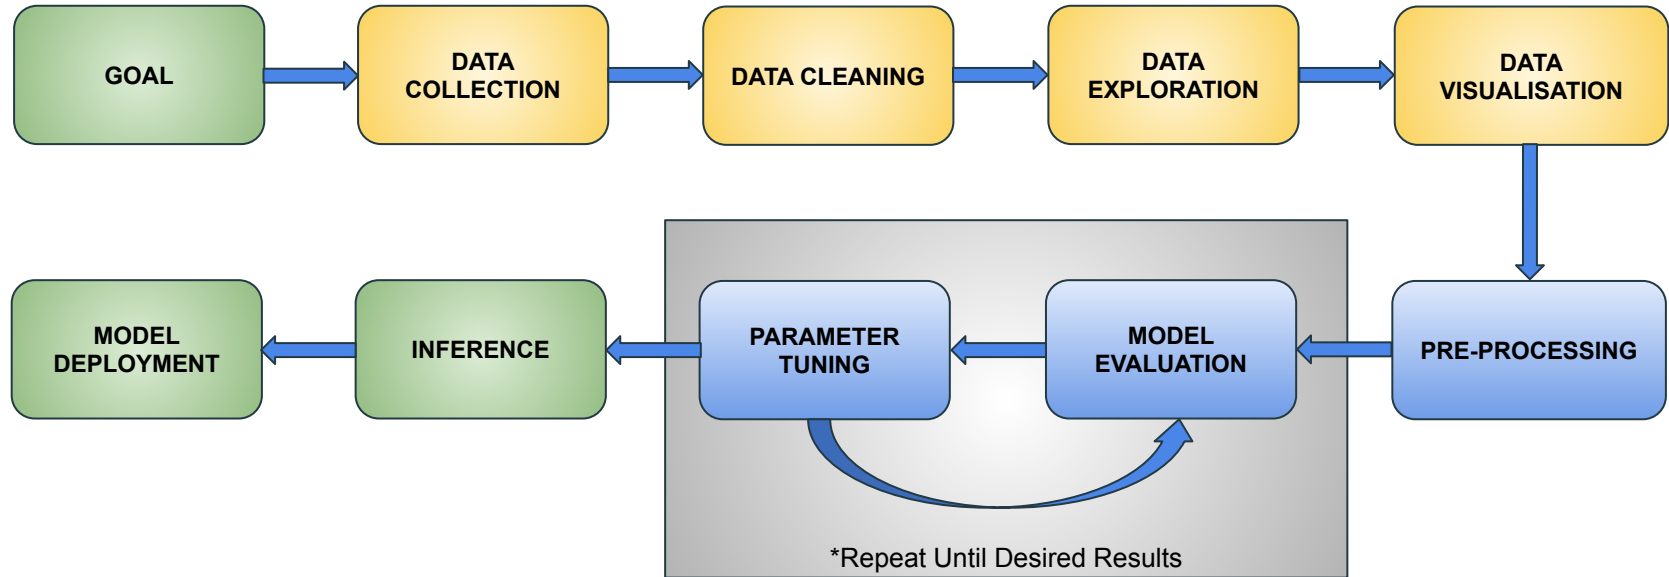 GOAL
DATA
COLLECTION
DATA CLEANING
DATA
EXPLORATION
DATA
VISUALISATION
MODEL
DEPLOYMENT
INFERENCE
PARAMETER
TUNING
MODEL
EVALUATION
PRE-PROCESSING
*Repeat Until Desired Results